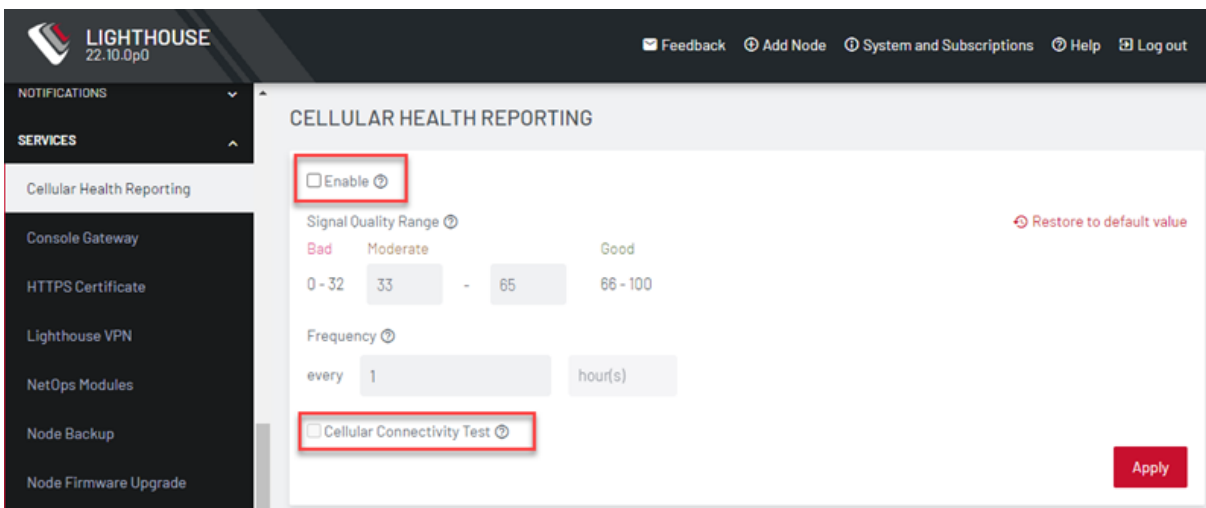 LIGHTHOUSE
22.10.0p0
Feedback Add Node System and Subscriptions Help Log out
NOTIFICATIONS
SERVICES
Cellular Health Reporting
Console Gateway
HTTPS Certificate
Lighthouse VPN
NetOps Modules
Node Backup
Node Firmware Upgrade
CELLULAR HEALTH REPORTING
Enable
Signal Quality Range
Restore to default value
Bad Moderate Good
0 - 32 33 - 65 66 - 100
Frequency
every 1 hour(s)
Cellular Connectivity Test
Apply